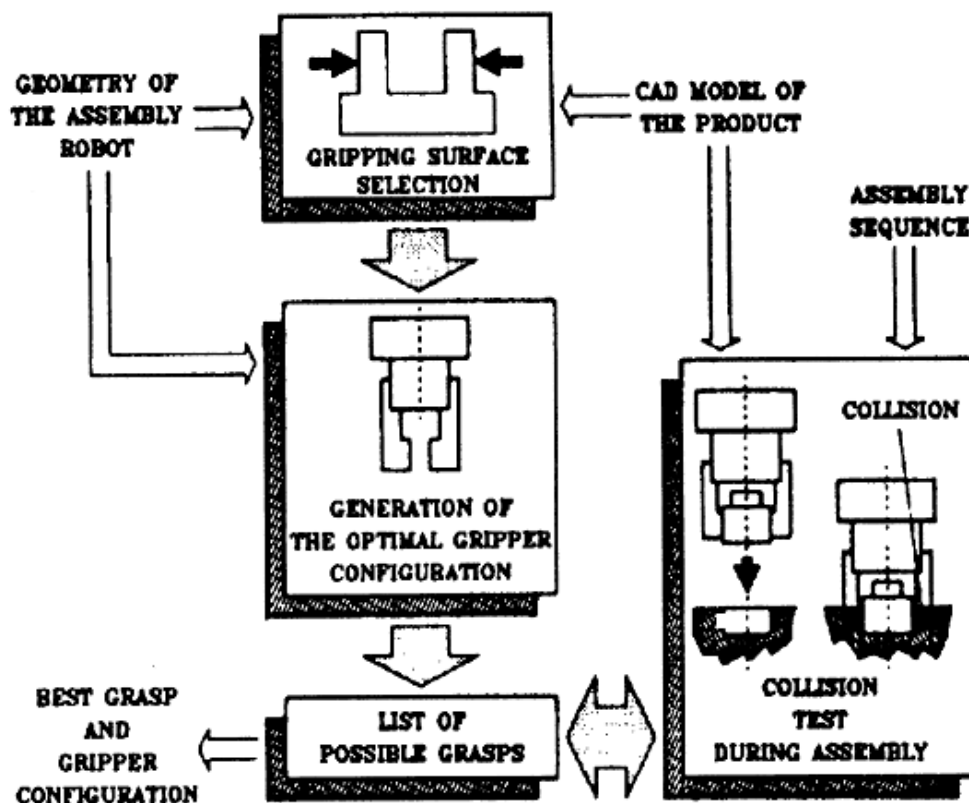 GEOMETRY OF
THE ASSEMBLY
ROBOT
GRIPPING SURFACE
SELECTION
CAD MODEL OF
THE PRODUCT
ASSEMBLY
SEQUENCE
GENERATION OF
THE OPTIMAL GRIPPER
CONFIGURATION
COLLISION
COLLISION
TEST
DURING ASSEMBLY
LIST OF
POSSIBLE GRASPS
BEST GRASP
AND
GRIPPER
CONFIGURATION